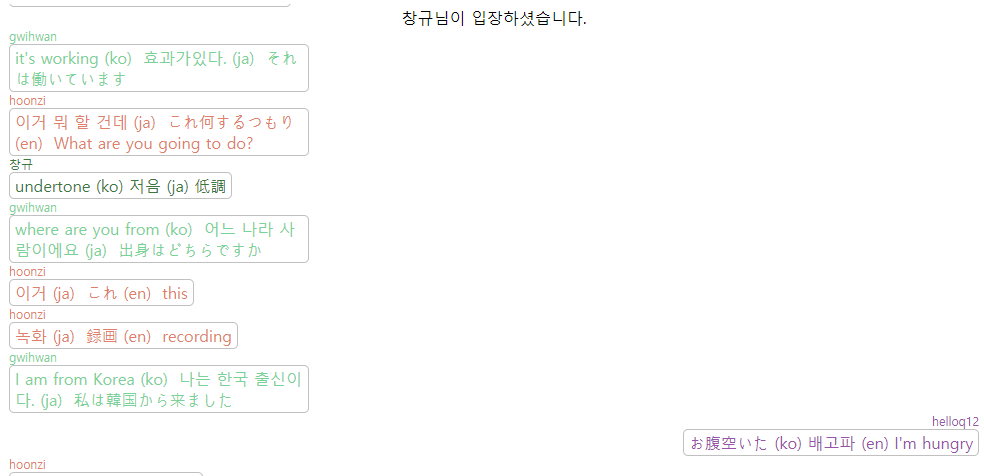 창규님이 입장하셨습니다.
gwihwan
it's working (ko) 효과가있다. (ja) それ
は働いています
hoonzi
이거 뭐 할 건데 (ja) これ何するつもり
(en) What are you going to do?
창규
undertone (ko) 저음 (ja) 低調
gwihwan
where are you from (ko) 어느 나라 사
람이에요 (ja) 出身はどちらですか
hoonzi
이거 (ja) これ (en) this
hoonzi
녹화 (ja) 録画 (en) recording
gwihwan
I am from Korea (ko) 나는 한국 출신이
다. (ja) 私は韓国から来ました
helloq12
お腹空いた (ko) 배고파 (en) I'm hungry
hoonzi